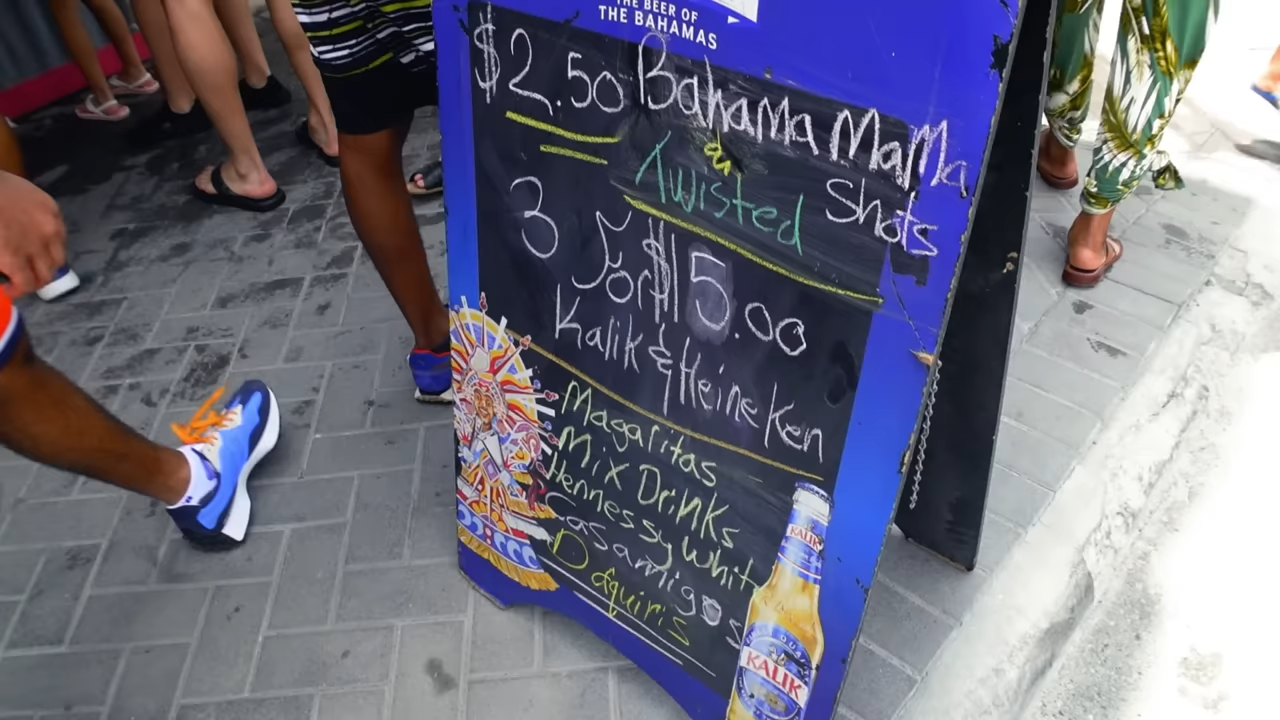 THE BEER OF
THE BAHAMAS
$2.50 Bahama MaMa
& Twisted Shots
3 For $15.00
Kalik & Heineken
Magaritas
Mix Drinks
Hennessy Whit
Casamigos
Daquiris
KALIK
KALIK